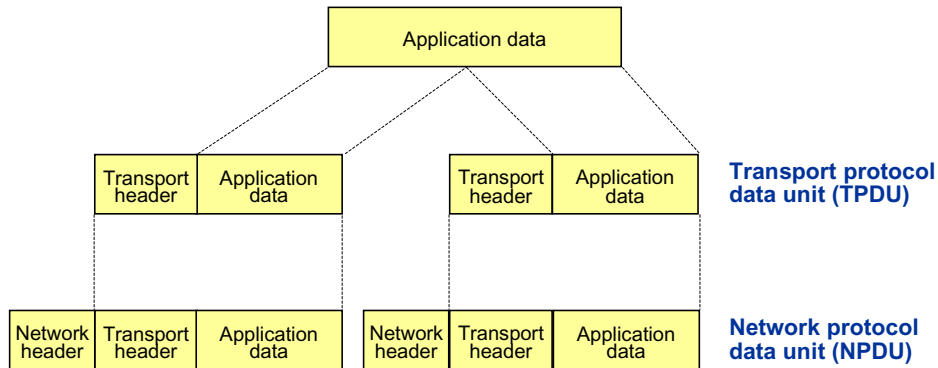 Application data
Transport header
Application data
Transport header
Application data
Transport protocol data unit (TPDU)
Network header
Transport header
Application data
Network header
Transport header
Application data
Network protocol data unit (NPDU)